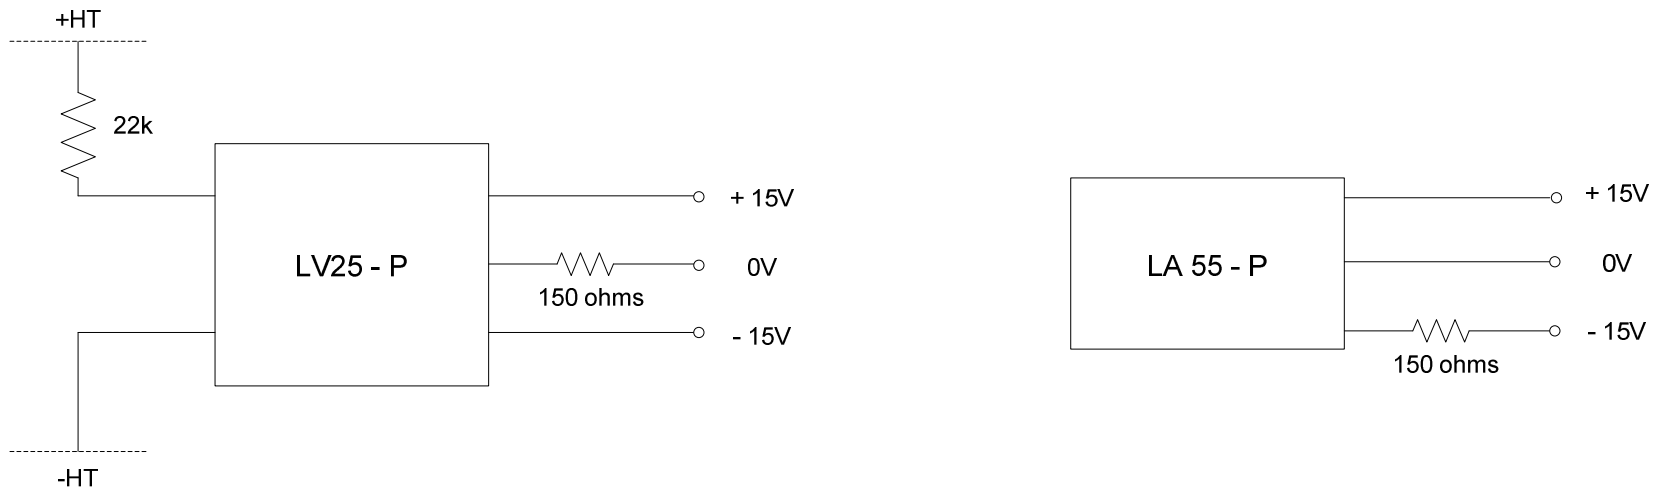 +HT
22k
LV25 - P
+ 15V
0V
150 ohms
- 15V
-HT
LA 55 - P
+ 15V
0V
- 15V
150 ohms